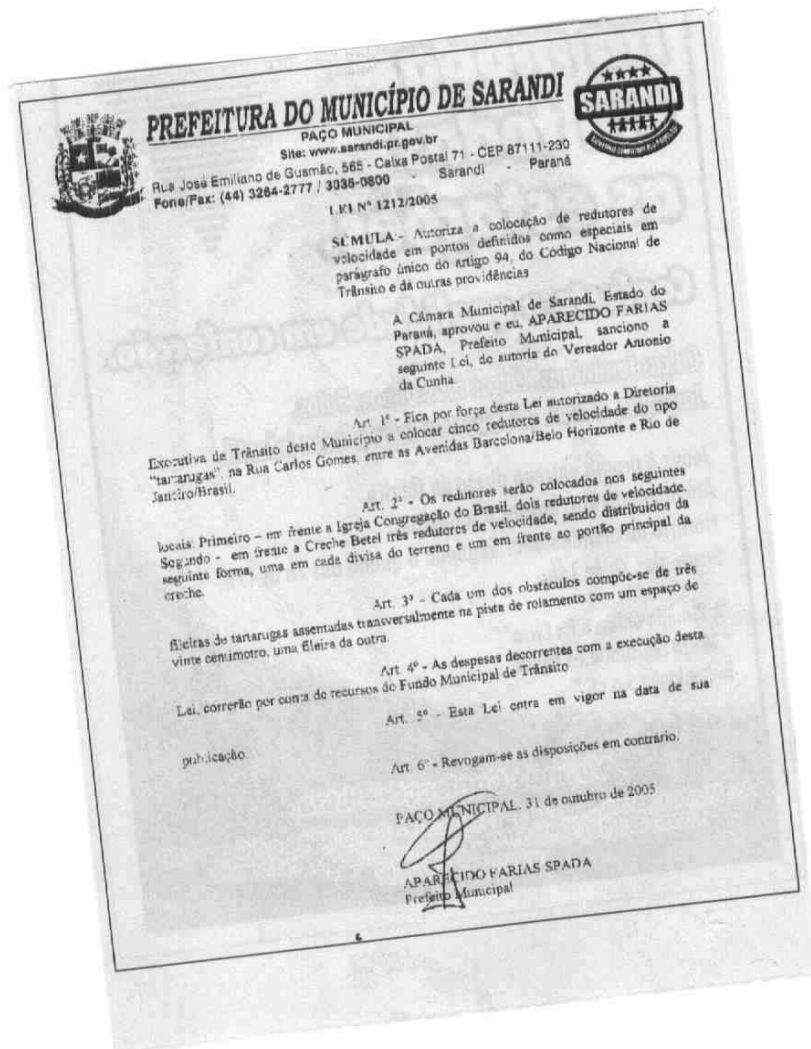 PREFEITURA DO MUNICÍPIO DE SARANDI
PAÇO MUNICIPAL
Site: www.sarandi.pr.gov.br
Rua José Emiliano de Gusmão, 565 - Caixa Postal 71 - CEP 87111-230
Fone/Fax: (44) 3264-2777 / 3035-0800 - Sarandi - Paraná
SARANDI
LEI Nº 1212/2005
SÚMULA:- Autoriza a colocação de redutores de
velocidade em pontos definidos como especiais em
parágrafo único do artigo 94, do Código Nacional de
Trânsito e dá outras providências
A Câmara Municipal de Sarandi, Estado do
Paraná, aprovou e eu, APARECIDO FARIAS
SPADA, Prefeito Municipal, sanciono a
seguinte Lei, de autoria do Vereador Antonio
da Cunha.
Art. 1º - Fica por força desta Lei autorizado a Diretoria
Executiva de Trânsito deste Município a colocar cinco redutores de velocidade do tipo
"tartarugas", na Rua Carlos Gomes, entre as Avenidas Barcelona/Belo Horizonte e Rio de
Janeiro/Brasil.
Art. 2º - Os redutores serão colocados nos seguintes
locais: Primeiro – em frente a Igreja Congregação do Brasil, dois redutores de velocidade.
Segundo - em frente a Creche Betel três redutores de velocidade, sendo distribuidos da
seguinte forma, uma em cada divisa do terreno e um em frente ao portão principal da
creche.
Art. 3º - Cada um dos obstáculos compõe-se de três
fileiras de tartarugas assentadas transversalmente na pista de rolamento com um espaço de
vinte centímetro, uma fileira da outra.
Art. 4º - As despesas decorrentes com a execução desta
Lei, correrão por conta de recursos do Fundo Municipal de Trânsito
Art. 5º - Esta Lei entra em vigor na data de sua
publicação.
Art. 6º - Revogam-se as disposições em contrário.
PAÇO MUNICIPAL, 31 de outubro de 2005
APARECIDO FARIAS SPADA
Prefeito Municipal